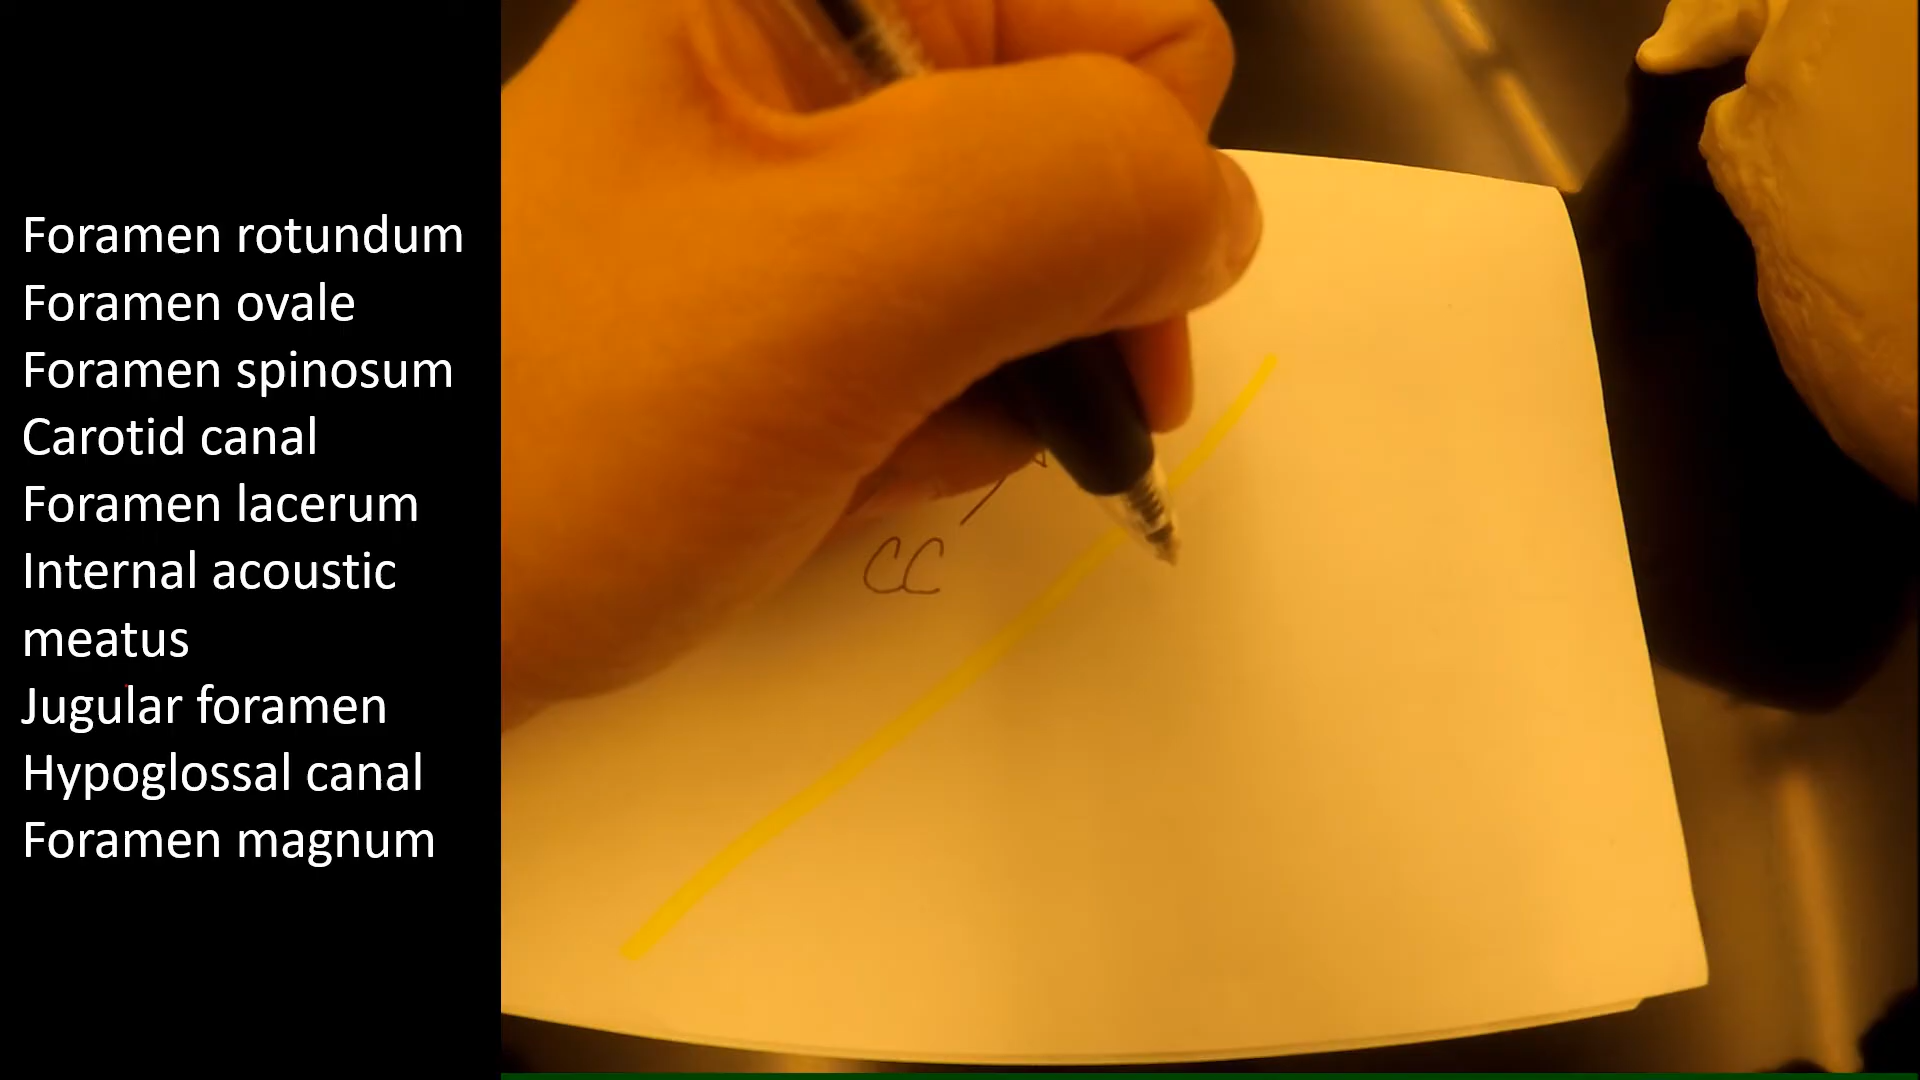 Foramen rotundum
Foramen ovale
Foramen spinosum
Carotid canal
Foramen lacerum
Internal acoustic
meatus
Jugular foramen
Hypoglossal canal
Foramen magnum
CC